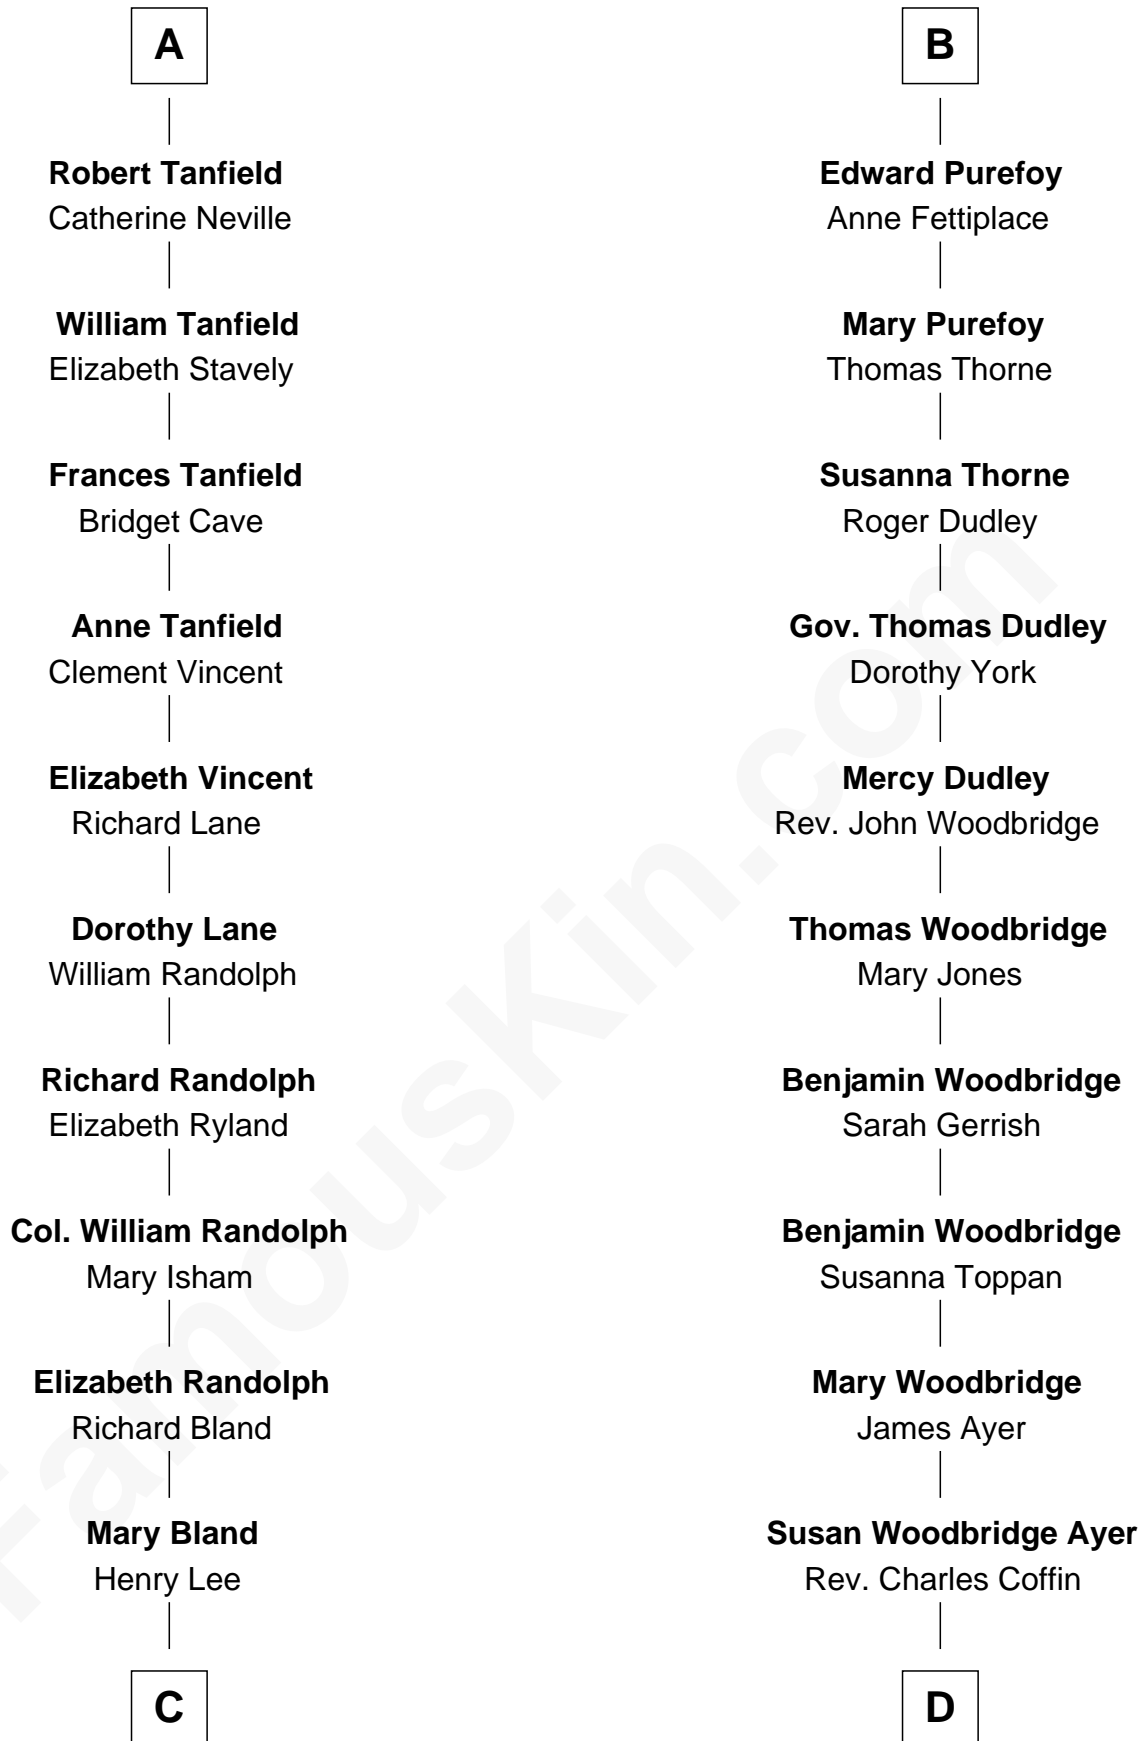 A
Robert Tanfield
Catherine Neville
William Tanfield
Elizabeth Stavely
Frances Tanfield
Bridget Cave
Anne Tanfield
Clement Vincent
Elizabeth Vincent
Richard Lane
Dorothy Lane
William Randolph
Richard Randolph
Elizabeth Ryland
Col. William Randolph
Mary Isham
Elizabeth Randolph
Richard Bland
Mary Bland
Henry Lee
C
B
Edward Purefoy
Anne Fettiplace
Mary Purefoy
Thomas Thorne
Susanna Thorne
Roger Dudley
Gov. Thomas Dudley
Dorothy York
Mercy Dudley
Rev. John Woodbridge
Thomas Woodbridge
Mary Jones
Benjamin Woodbridge
Sarah Gerrish
Benjamin Woodbridge
Susanna Toppan
Mary Woodbridge
James Ayer
Susan Woodbridge Ayer
Rev. Charles Coffin
D
FamousKin.com